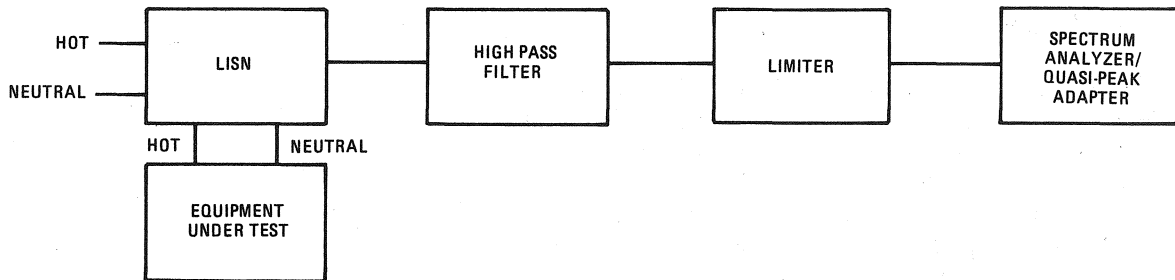 HOT
NEUTRAL
LISN
HIGH PASS
FILTER
LIMITER
SPECTRUM
ANALYZER/
QUASI-PEAK
ADAPTER
HOT
NEUTRAL
EQUIPMENT
UNDER TEST